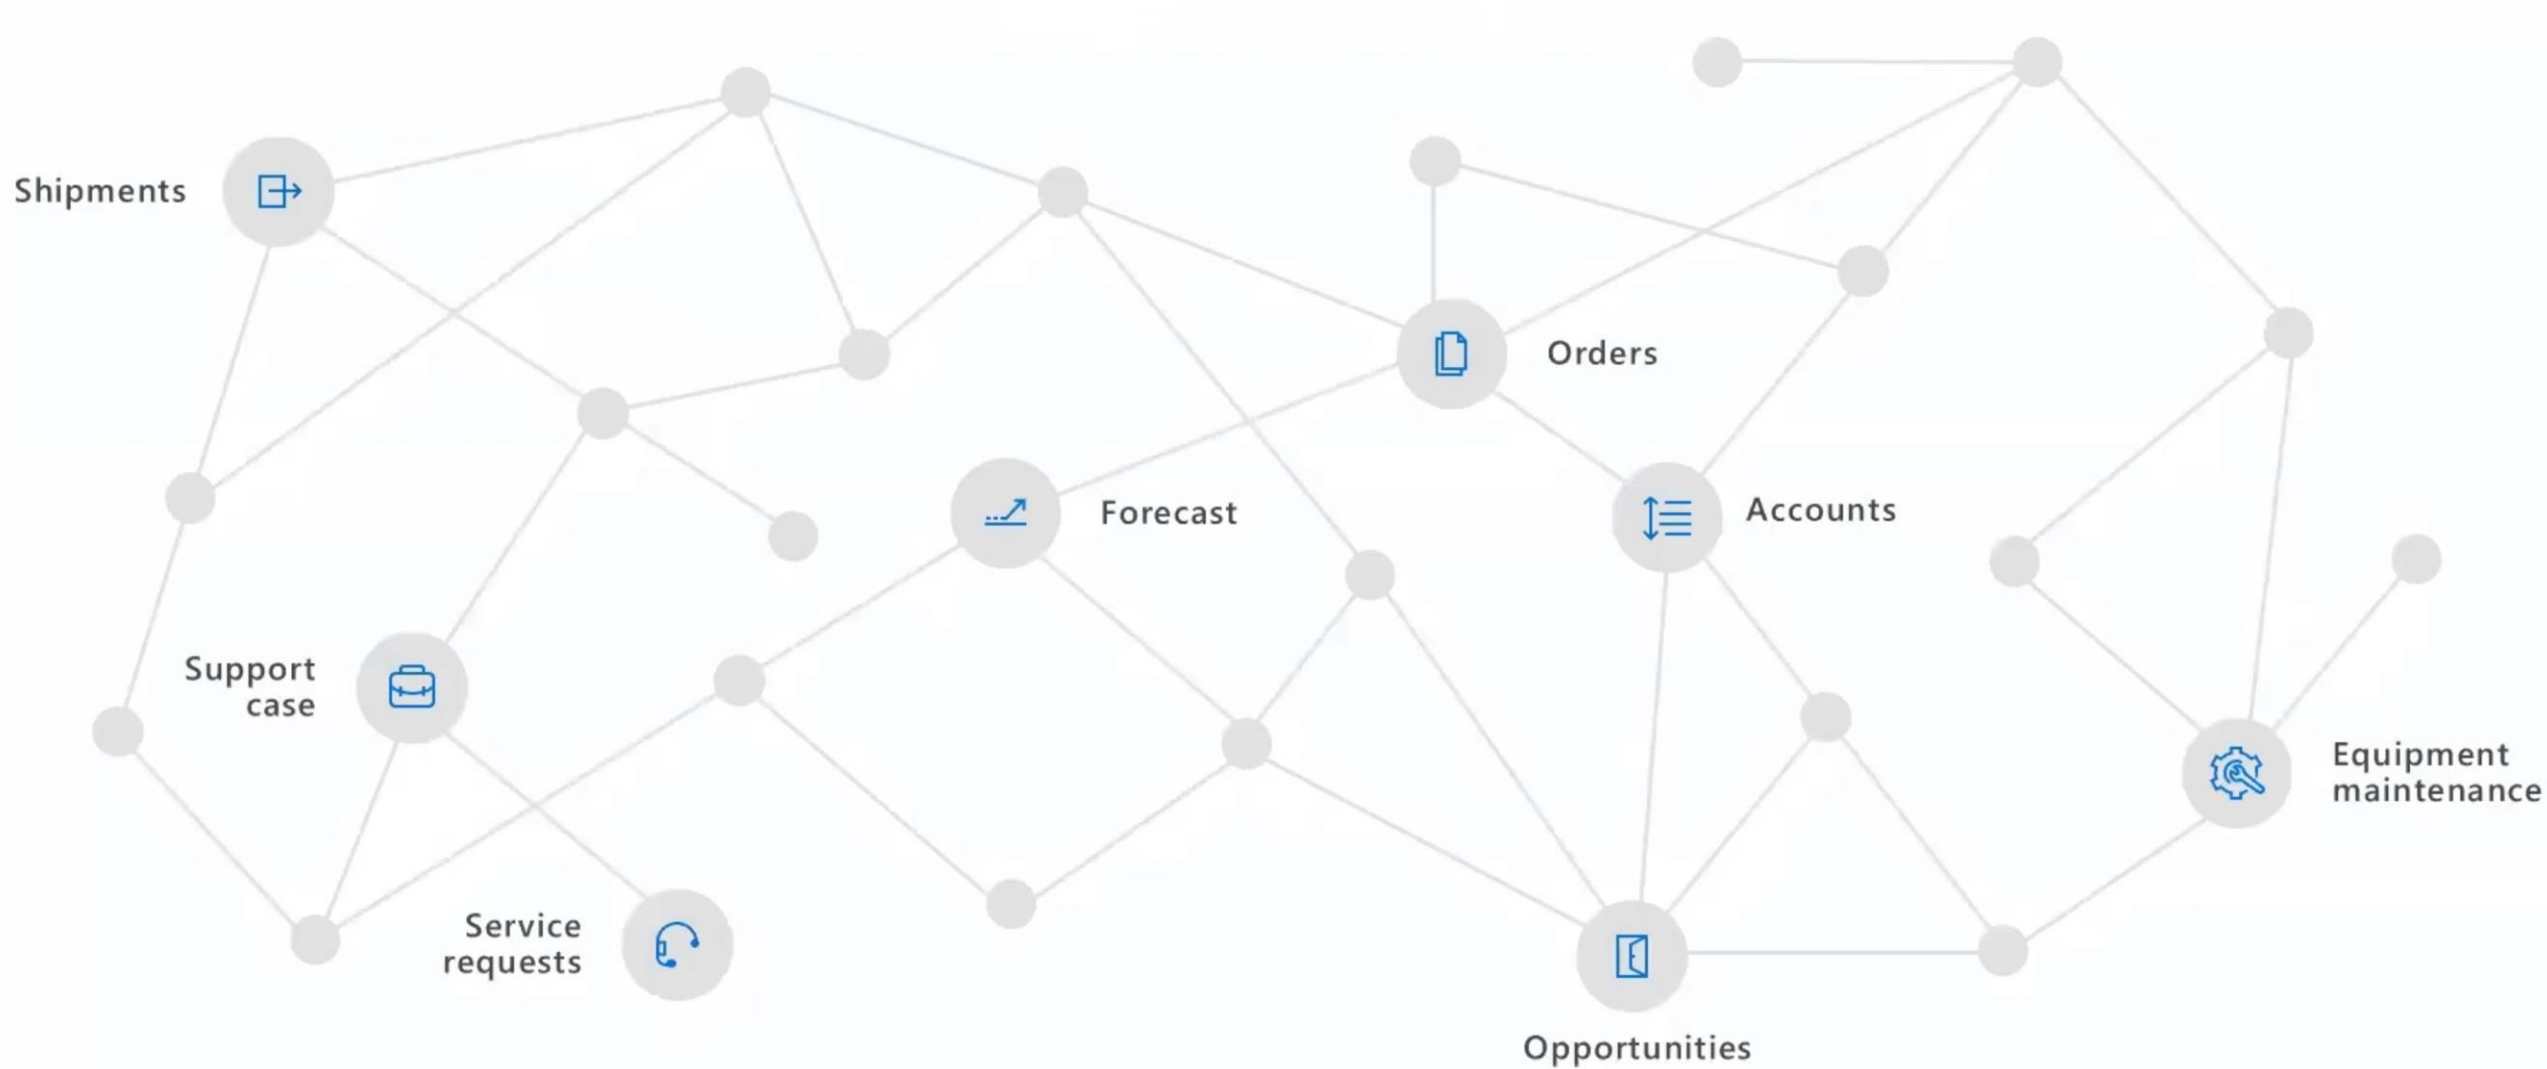 Shipments
Orders
Forecast
Accounts
Support
case
Equipment
maintenance
Service
requests
Opportunities